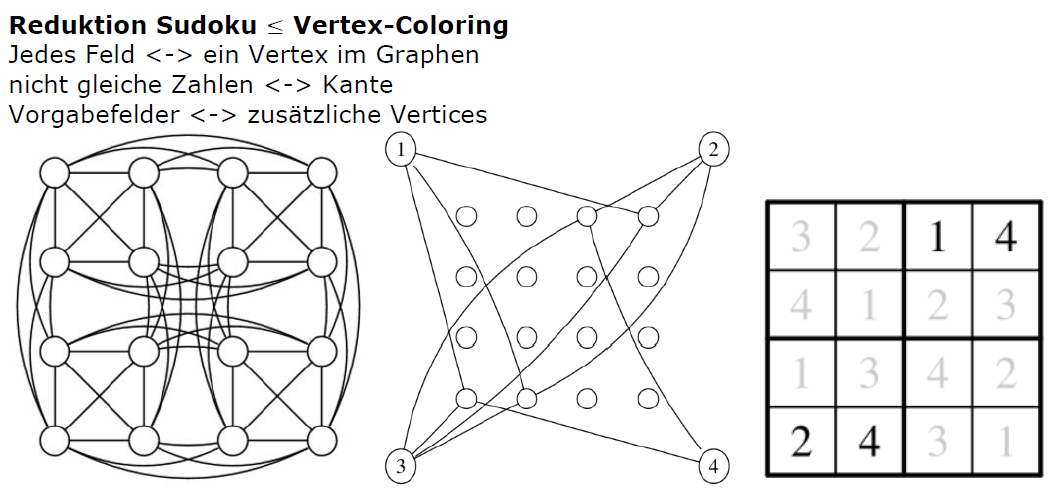 Reduktion Sudoku ≤ Vertex-Coloring
Jedes Feld <-> ein Vertex im Graphen
nicht gleiche Zahlen <-> Kante
Vorgabefelder <-> zusätzliche Vertices
1 2
3 4
3 2 1 4
4 1 2 3
1 3 4 2
2 4 3 1